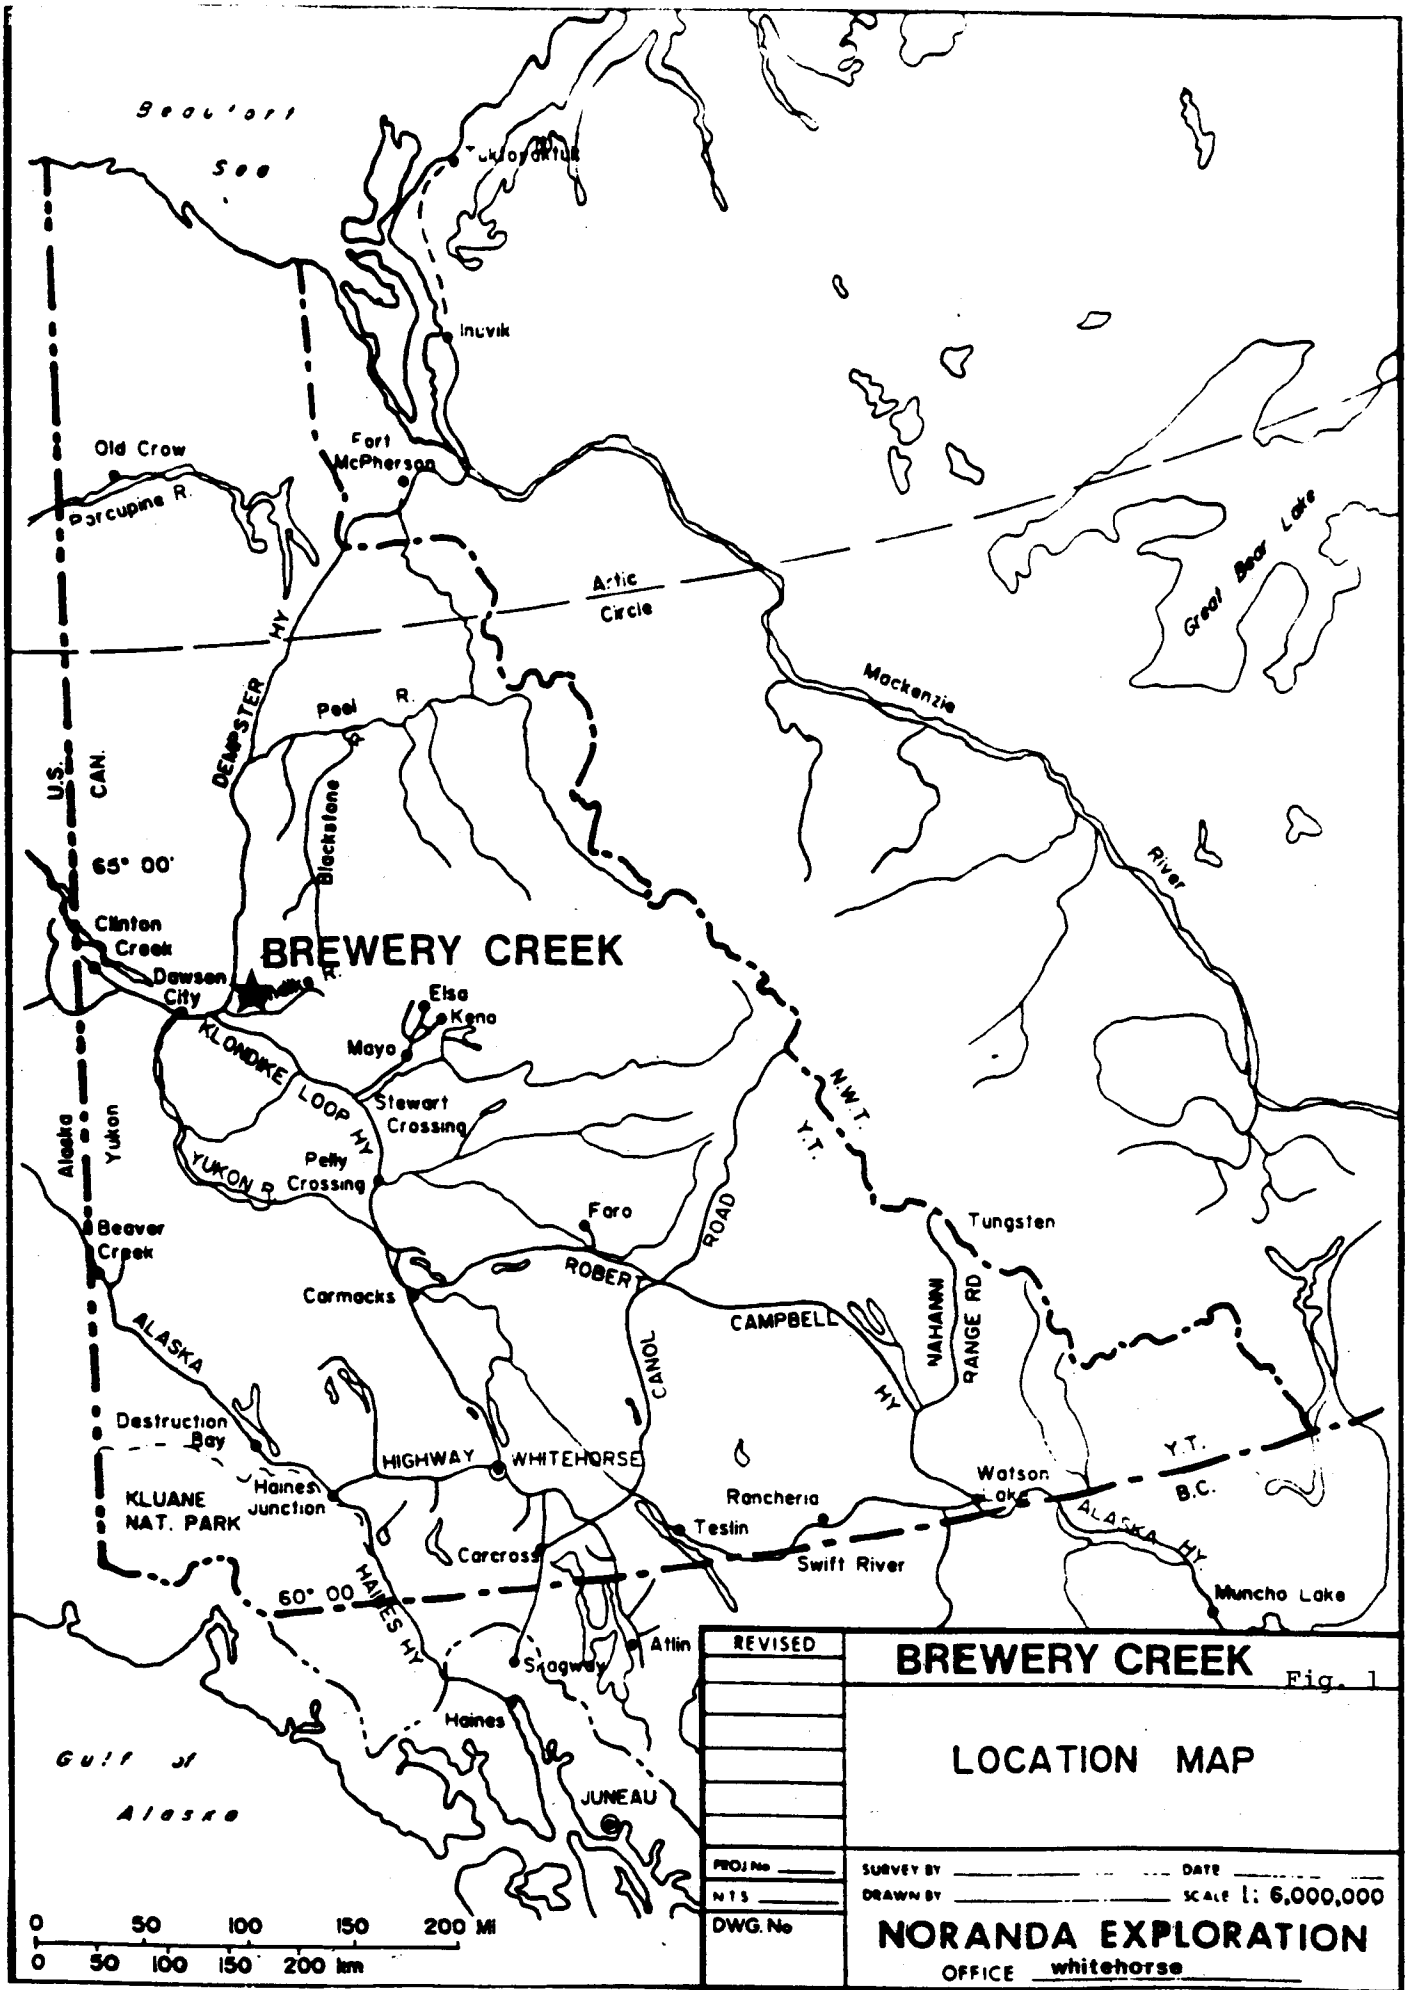 Beaufort
Sea
Inuvik
Old Crow
Fort
McPherson
Porcupine R.
Great Bear Lake
Artic
Circle
DEMPSTER HY
Peel R.
Mackenzie
River
U.S.
CAN.
Blackstone R
65° 00'
Clinton
Creek
BREWERY CREEK
Dawson
City
R.
Elsa
Keno
Mayo
KLONDIKE LOOP HY
Stewart
Crossing
N.W.T.
Y.T.
Alaska
Yukon
YUKON R.
Pelly
Crossing
Faro
ROAD
Tungsten
Beaver
Creek
ROBERT
CAMPBELL
HY
Carmacks
NAHANNI
RANGE RD
ALASKA
CANOL
Destruction
Bay
HIGHWAY
WHITEHORSE
Y.T.
B.C.
Watson
Lake
Haines
Junction
KLUANE
NAT. PARK
Rancheria
Teslin
ALASKA HY.
Carcross
Swift River
60° 00
HAINES HY.
Muncho Lake
Atlin
Skagway
Haines
JUNEAU
Gulf of
Alaska
REVISED
BREWERY CREEK
Fig. 1
LOCATION MAP
PROJ No
SURVEY BY
DATE
N T S
DRAWN BY
SCALE 1: 6,000,000
DWG. No
NORANDA EXPLORATION
OFFICE whitehorse
0 50 100 150 200 MI
0 50 100 150 200 km